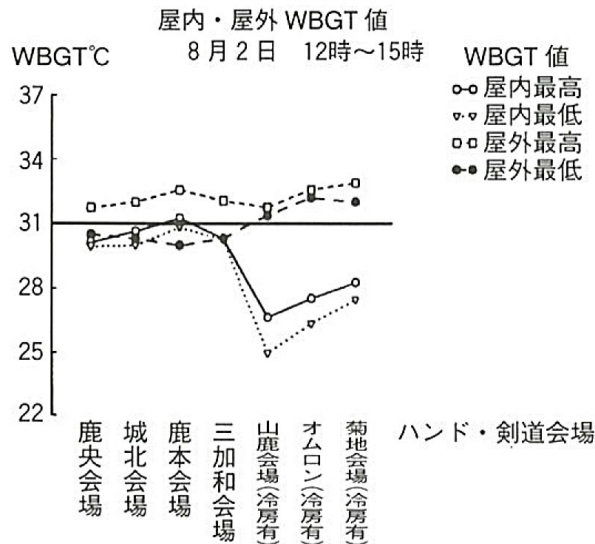 屋内・屋外 WBGT 値
8月2日　12時～15時
WBGT℃
WBGT 値
屋内最高
屋内最低
屋外最高
屋外最低
37
34
31
28
25
22
鹿央会場
城北会場
鹿本会場
三加和会場
山鹿会場(冷房有)
オムロン(冷房有)
菊地会場(冷房有)
ハンド・剣道会場